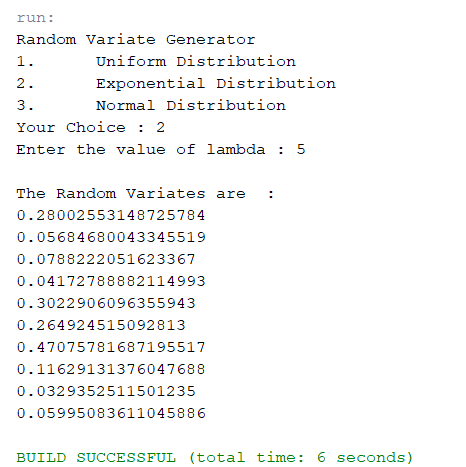 run:
Random Variate Generator
1.      Uniform Distribution
2.      Exponential Distribution
3.      Normal Distribution
Your Choice : 2
Enter the value of lambda : 5
The Random Variates are  :
0.28002553148725784
0.05684680043345519
0.0788222051623367
0.04172788882114993
0.3022906096355943
0.264924515092813
0.47075781687195517
0.11629131376047688
0.0329352511501235
0.05995083611045886
BUILD SUCCESSFUL (total time: 6 seconds)